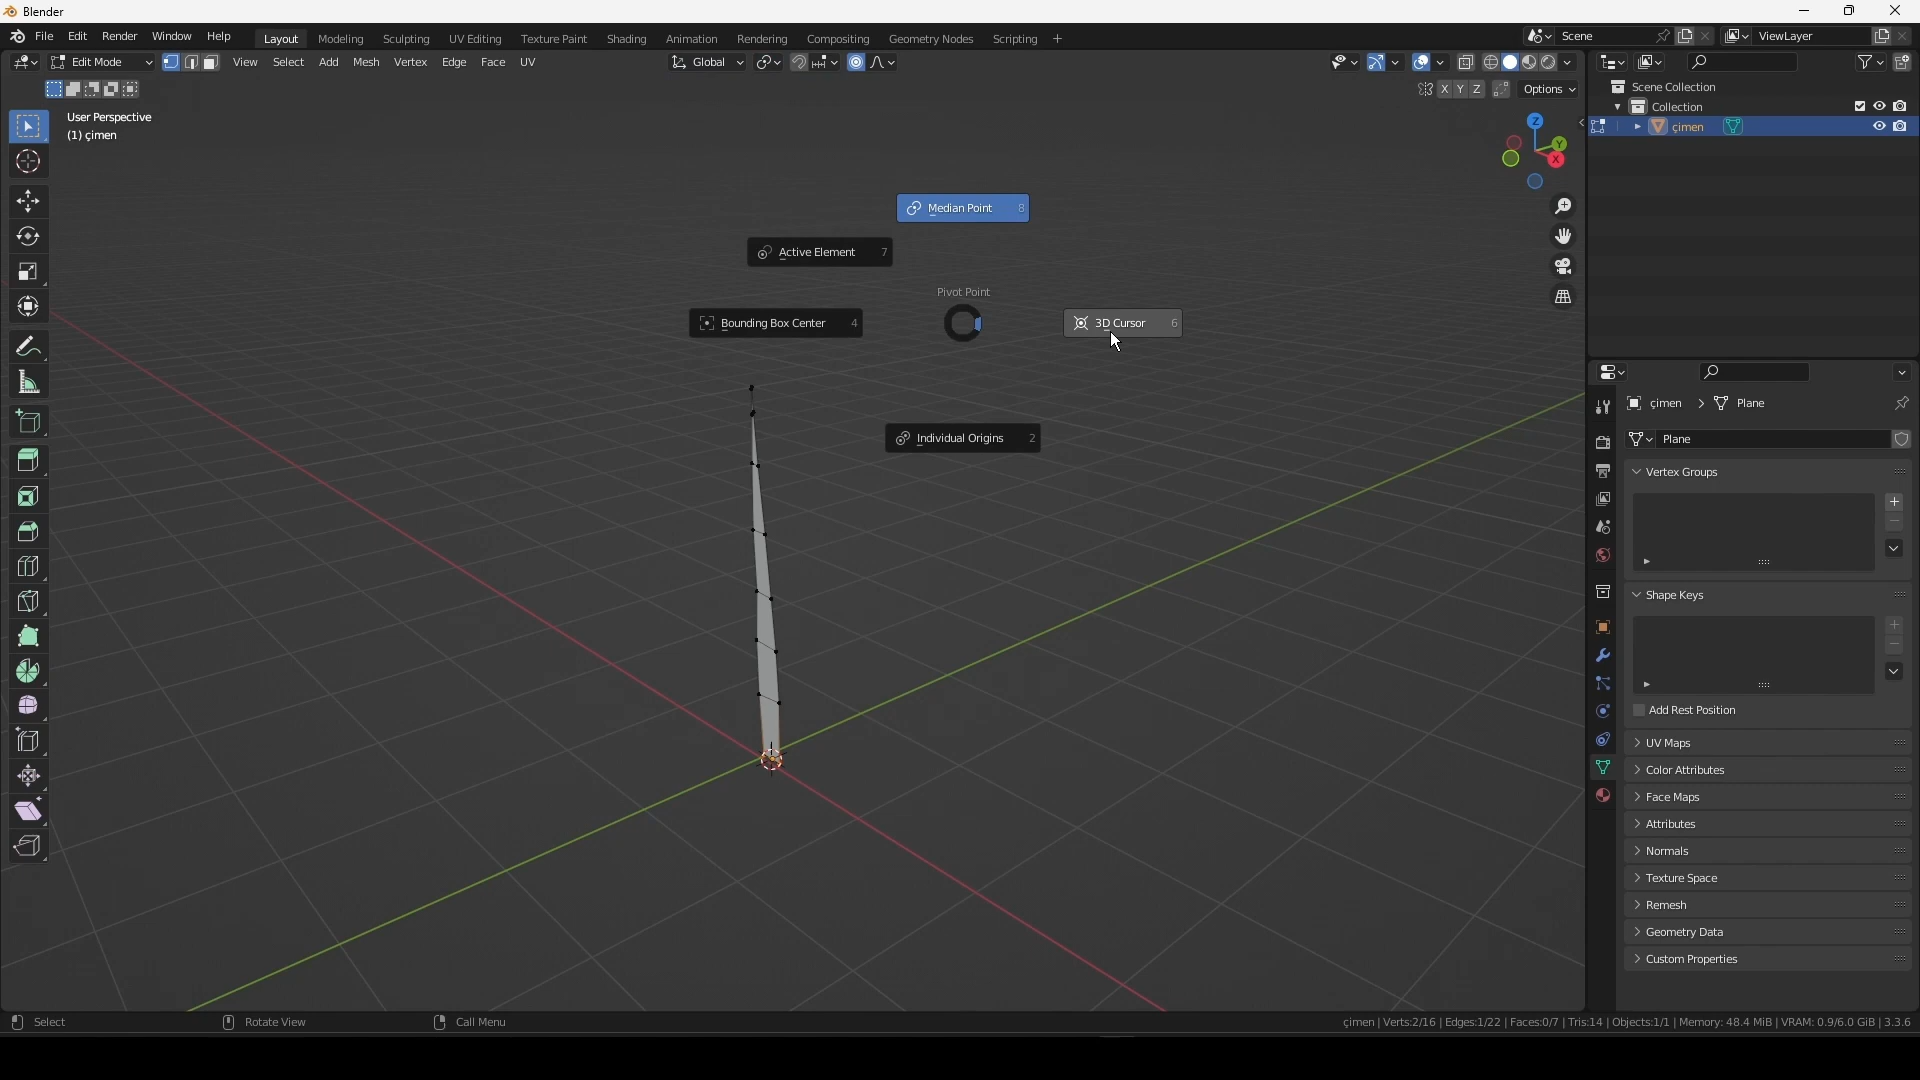 Blender
File Edit Render Window Help Layout Modeling Sculpting UV Editing Texture Paint Shading Animation Rendering Compositing Geometry Nodes Scripting + Scene ViewLayer
Edit Mode View Select Add Mesh Vertex Edge Face UV Global
X Y Z Options
User Perspective
(1) çimen
Z
Y
X
Scene Collection
Collection
çimen
Median Point 8
Active Element 7
Pivot Point
Bounding Box Center 4
3D Cursor 6
Individual Origins 2
çimen > Plane
Plane
Vertex Groups
Shape Keys
Add Rest Position
UV Maps
Color Attributes
Face Maps
Attributes
Normals
Texture Space
Remesh
Geometry Data
Custom Properties
Select Rotate View Call Menu çimen | Verts:2/16 | Edges:1/22 | Faces:0/7 | Tris:14 | Objects:1/1 | Memory: 48.4 MiB | VRAM: 0.9/6.0 GiB | 3.3.6